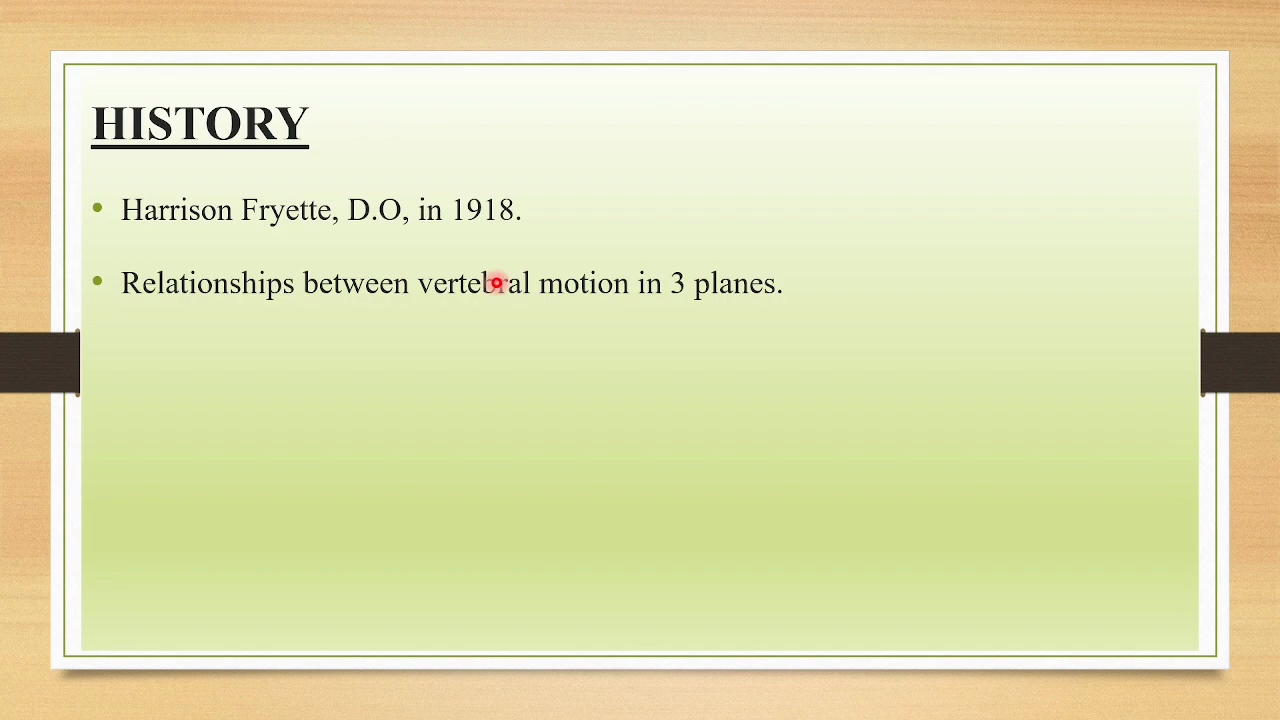 HISTORY
• Harrison Fryette, D.O, in 1918.
• Relationships between vertebral motion in 3 planes.